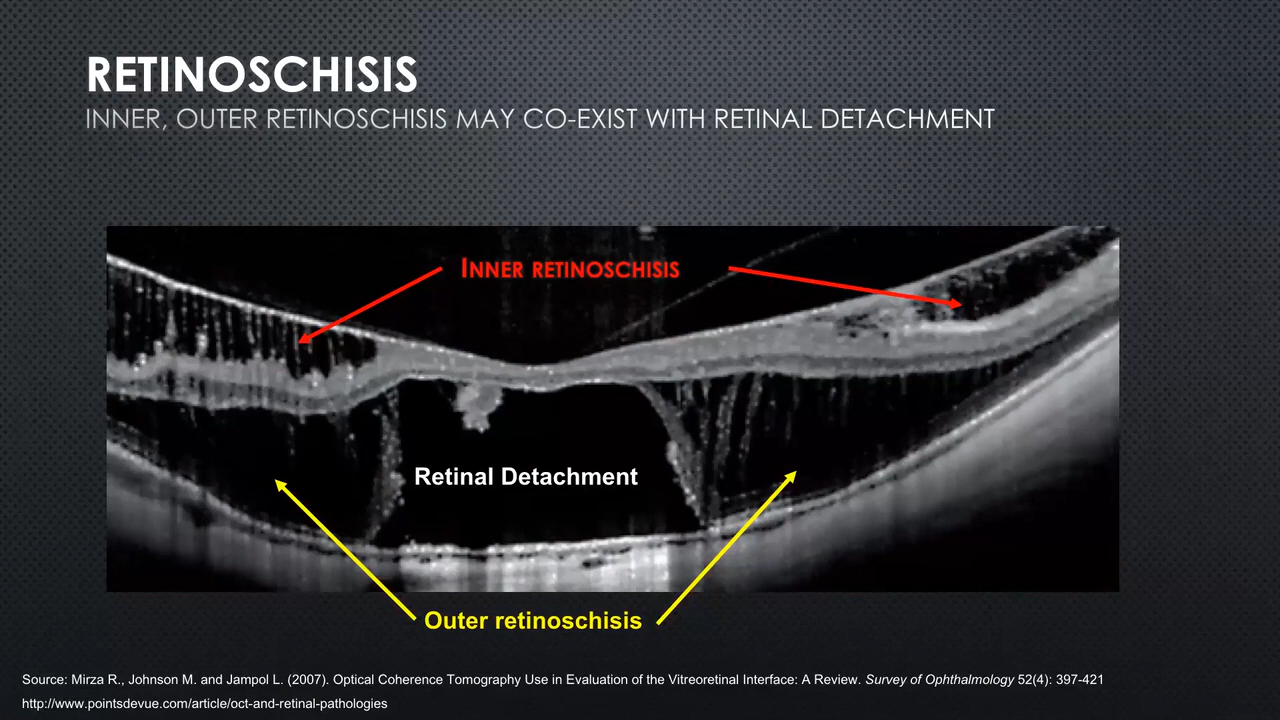 RETINOSCHISIS
INNER, OUTER RETINOSCHISIS MAY CO-EXIST WITH RETINAL DETACHMENT
INNER RETINOSCHISIS
Retinal Detachment
Outer retinoschisis
Source: Mirza R., Johnson M. and Jampol L. (2007). Optical Coherence Tomography Use in Evaluation of the Vitreoretinal Interface: A Review. Survey of Ophthalmology 52(4): 397-421
http://www.pointsdevue.com/article/oct-and-retinal-pathologies